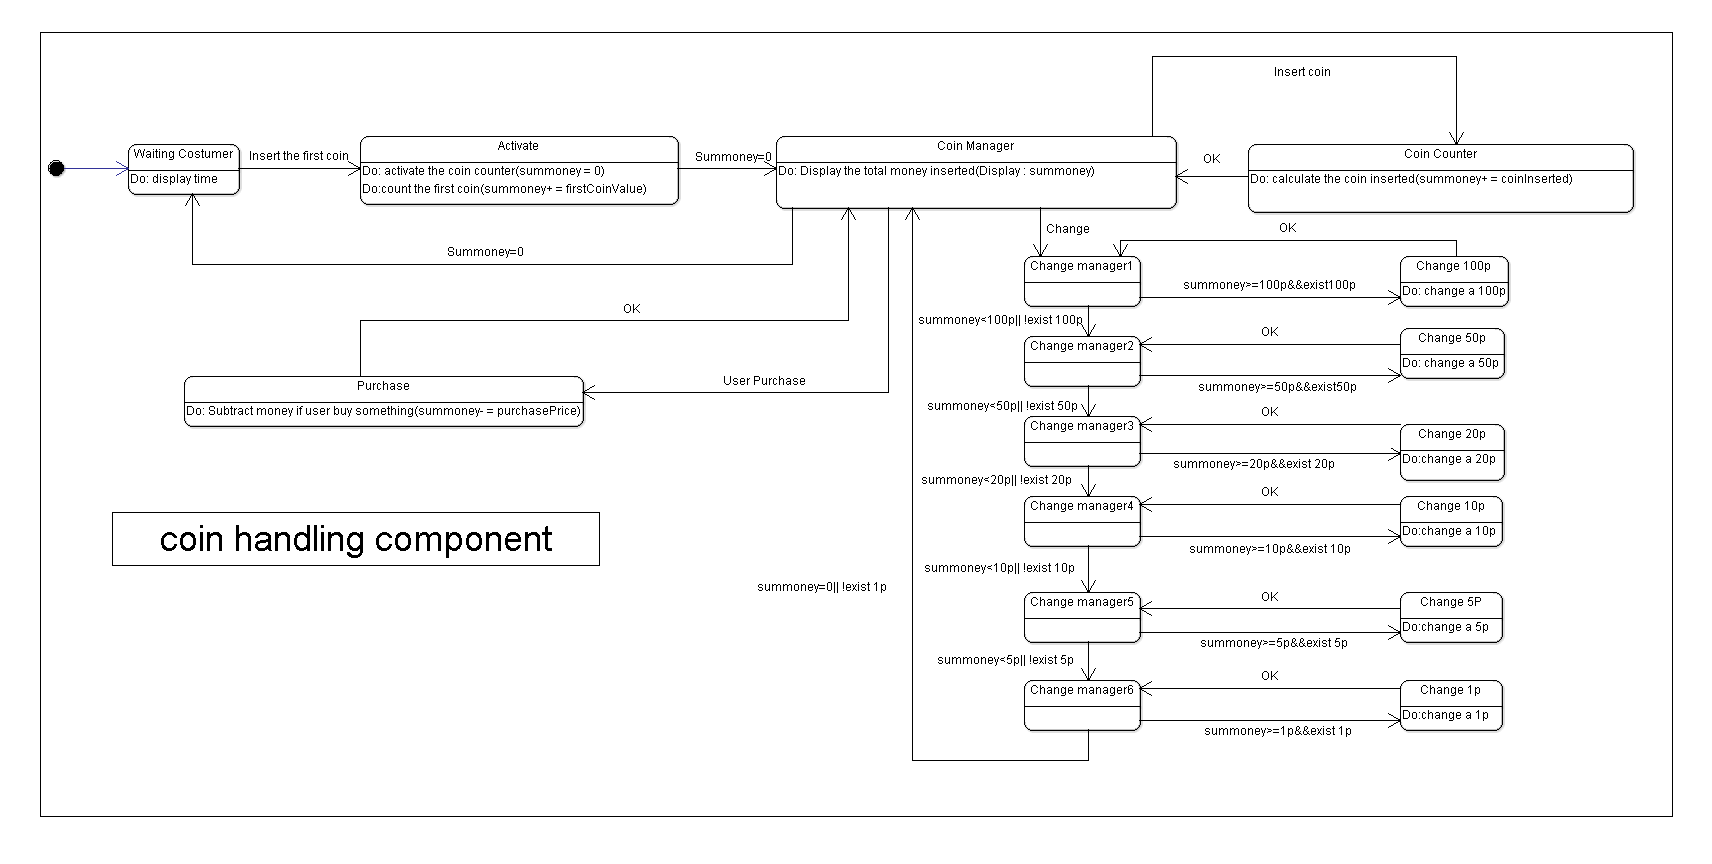 Insert coin
Waiting Costumer
Do: display time
Insert the first coin
Activate
Do: activate the coin counter(summoney = 0)
Do:count the first coin(summoney+ = firstCoinValue)
Summoney=0
Coin Manager
Do: Display the total money inserted(Display : summoney)
OK
Coin Counter
Do: calculate the coin inserted(summoney+ = coinInserted)
Summoney=0
Change
OK
Change manager1
summoney>=100p&&exist100p
Change 100p
Do: change a 100p
OK
summoney<100p|| !exist 100p
OK
Change manager2
summoney>=50p&&exist50p
Change 50p
Do: change a 50p
Purchase
Do: Subtract money if user buy something(summoney- = purchasePrice)
User Purchase
summoney<50p|| !exist 50p
OK
Change manager3
summoney>=20p&&exist 20p
Change 20p
Do:change a 20p
summoney<20p|| !exist 20p
OK
Change manager4
summoney>=10p&&exist 10p
Change 10p
Do:change a 10p
coin handling component
summoney<10p|| !exist 10p
summoney=0|| !exist 1p
OK
Change manager5
summoney>=5p&&exist 5p
Change 5P
Do:change a 5p
summoney<5p|| !exist 5p
OK
Change manager6
summoney>=1p&&exist 1p
Change 1p
Do:change a 1p